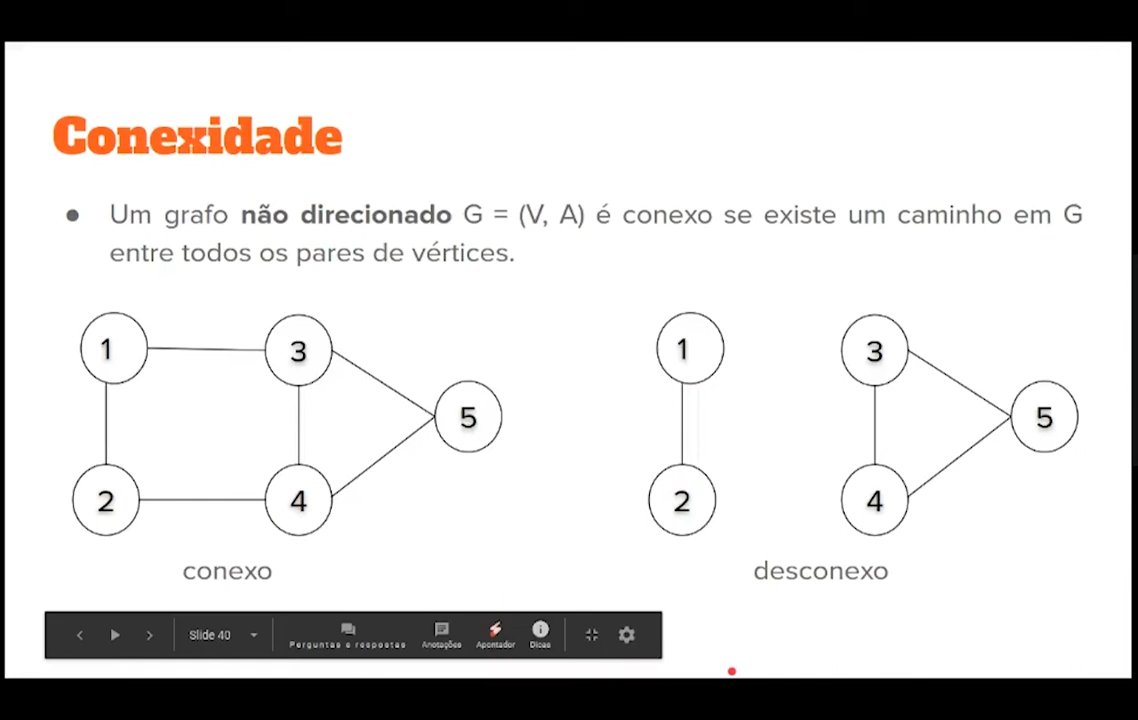 Conexidade
● Um grafo não direcionado G = (V, A) é conexo se existe um caminho em G
entre todos os pares de vértices.
1 3 1 3
5 5
2 4 2 4
conexo desconexo
Slide 40 Perguntas e respostas Anotações Apontador Dicas